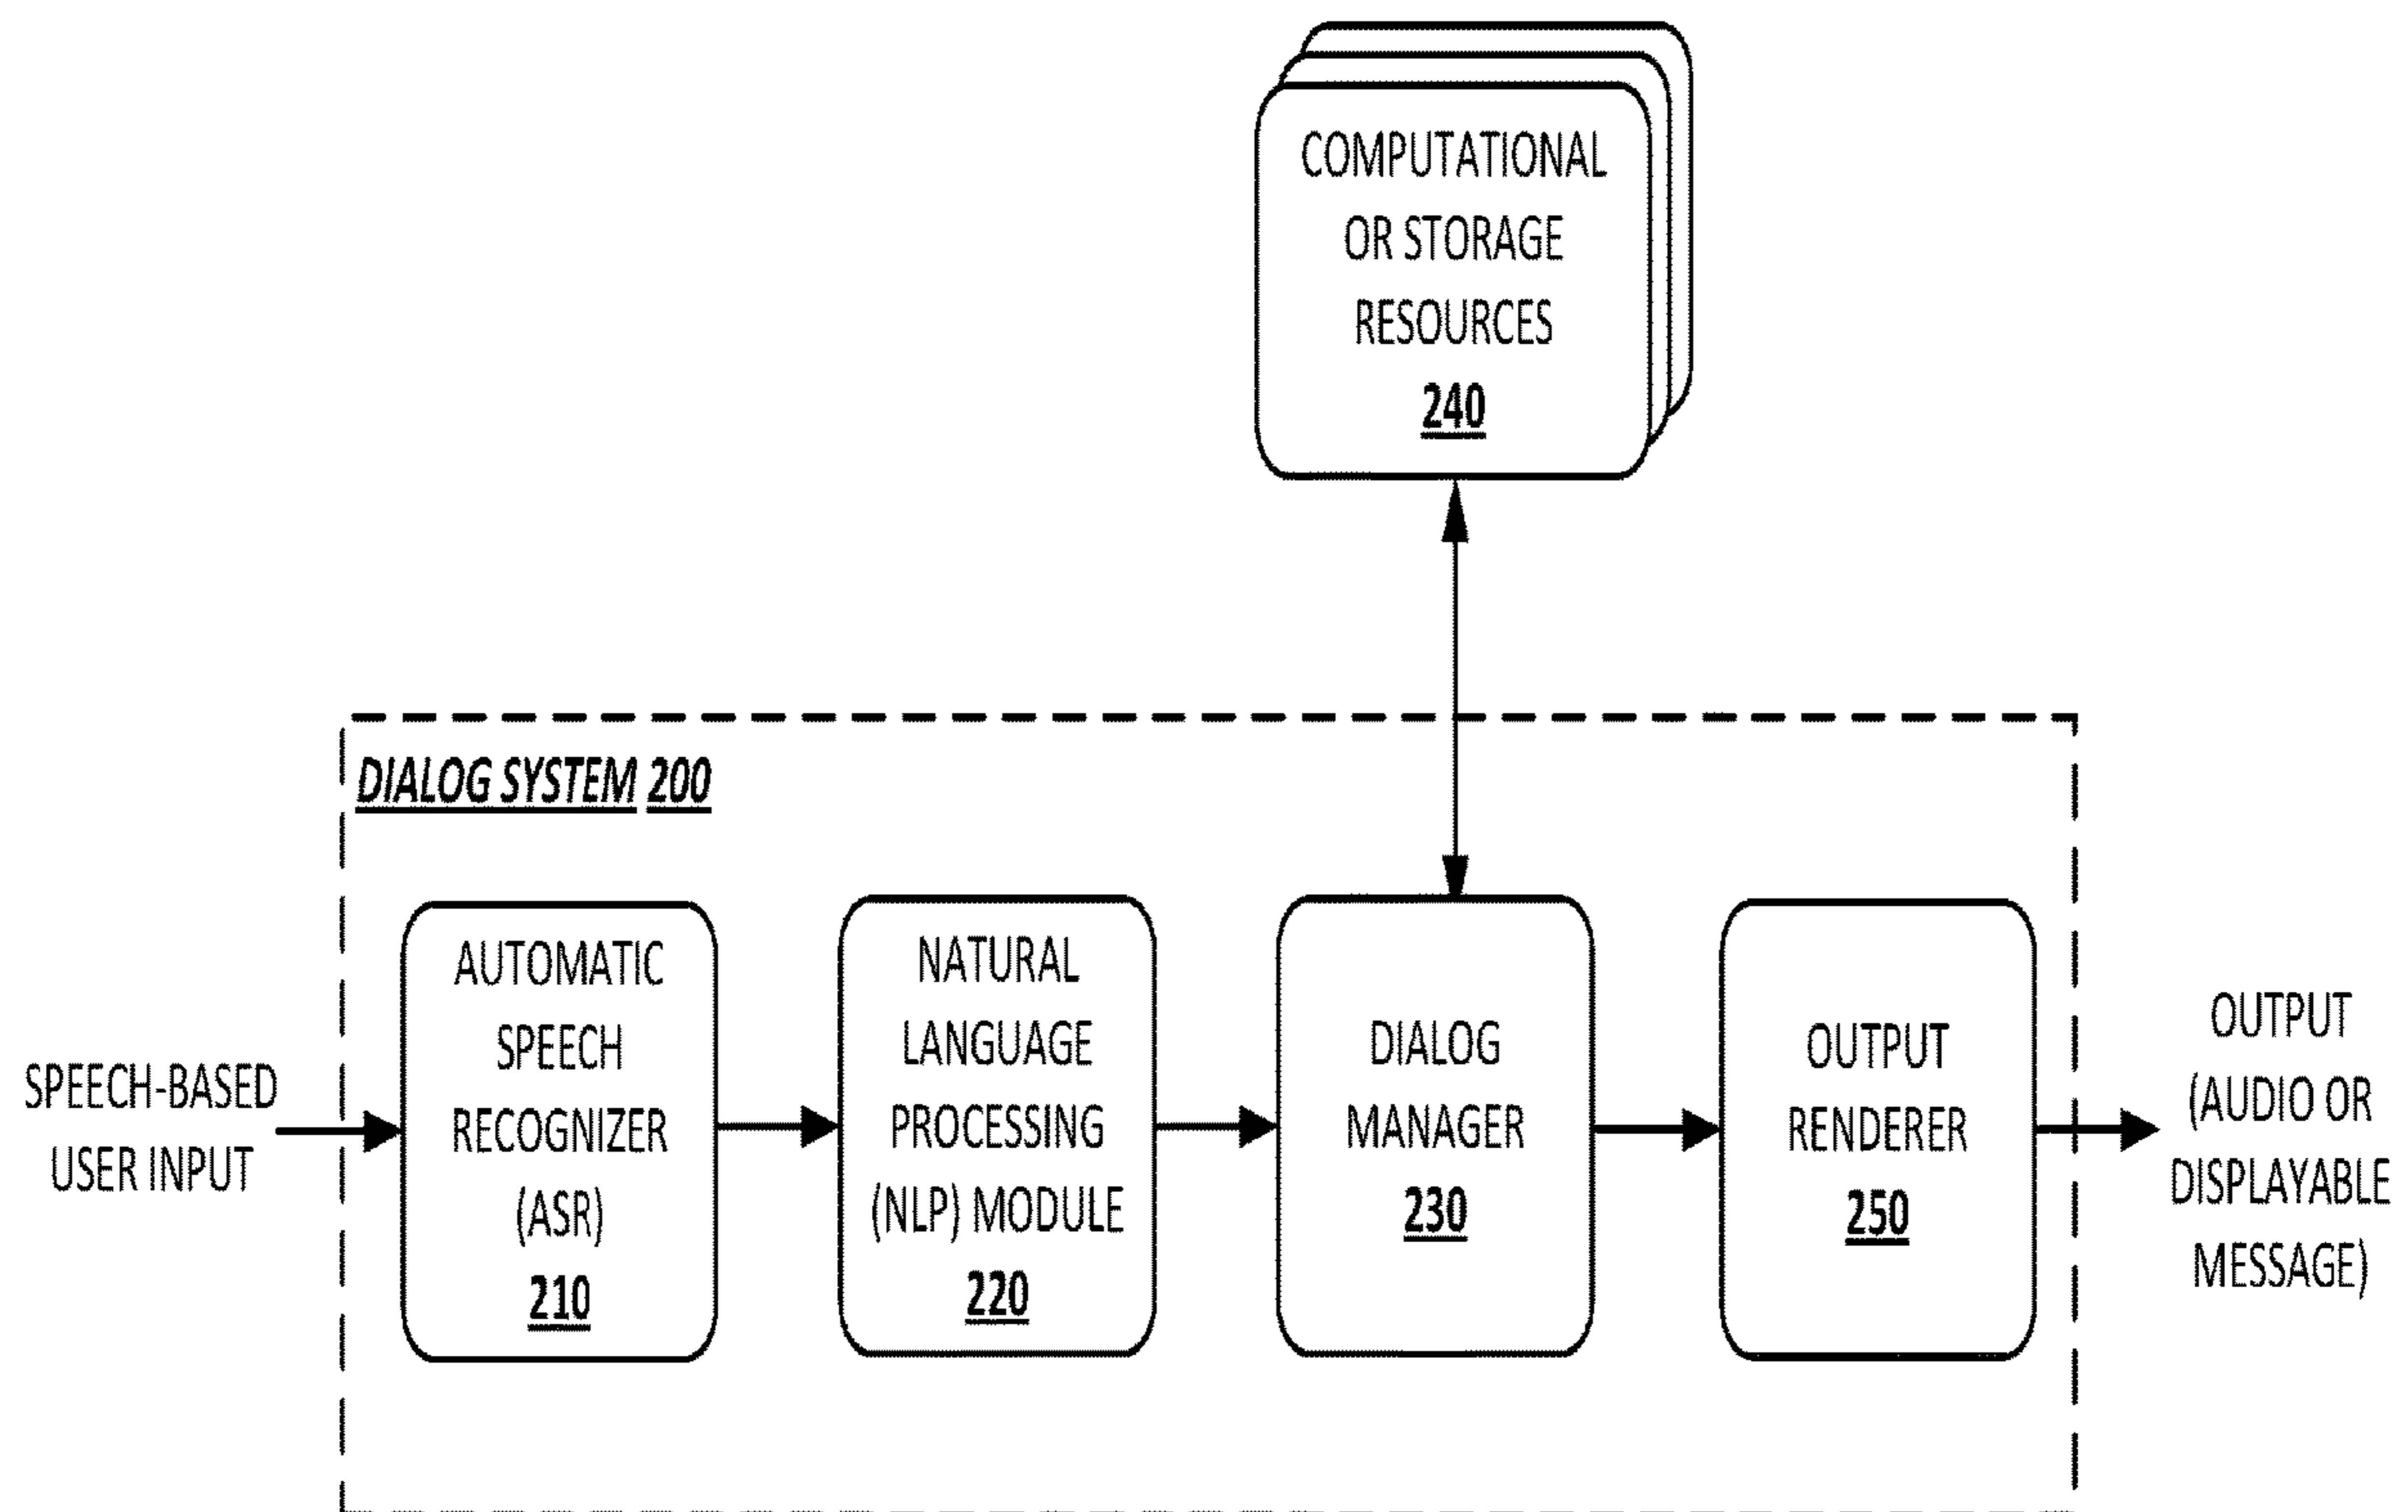 COMPUTATIONAL
OR STORAGE
RESOURCES
240
DIALOG SYSTEM 200
SPEECH-BASED
USER INPUT
AUTOMATIC
SPEECH
RECOGNIZER
(ASR)
210
NATURAL
LANGUAGE
PROCESSING
(NLP) MODULE
220
DIALOG
MANAGER
230
OUTPUT
RENDERER
250
OUTPUT
(AUDIO OR
DISPLAYABLE
MESSAGE)